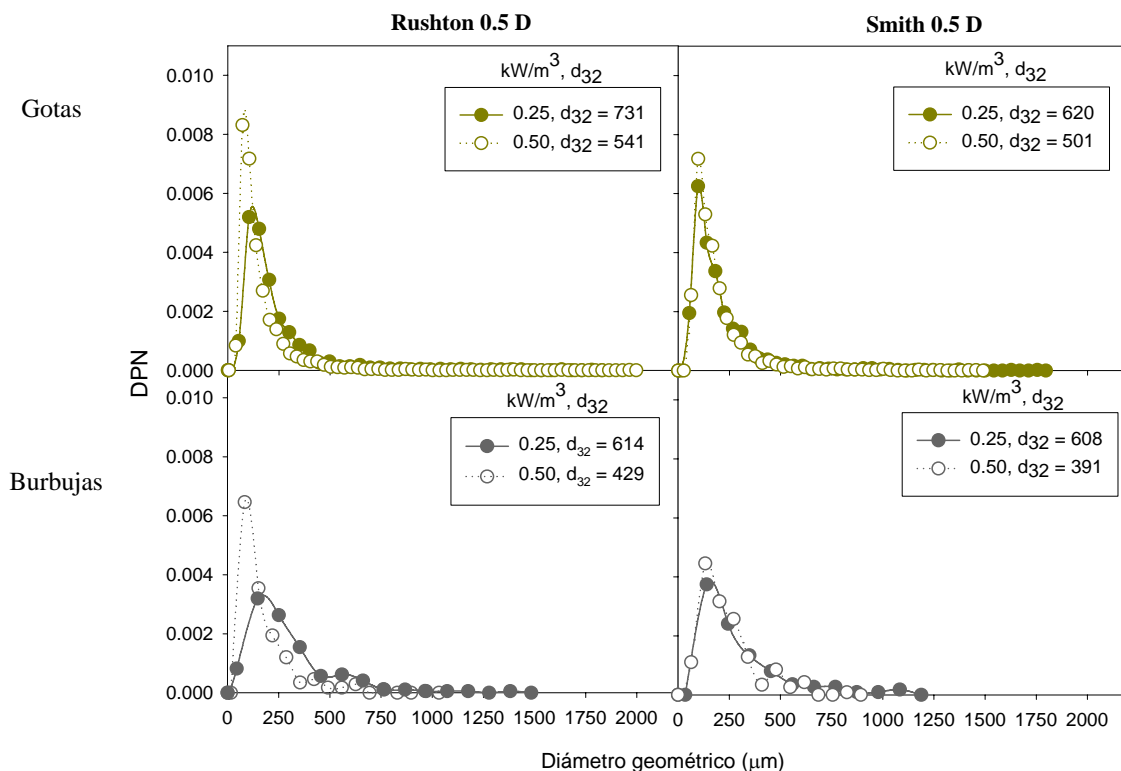 Rushton 0.5 D
Smith 0.5 D
Gotas
Burbujas
DPN
kW/m3, d32
0.25, d32 = 731
0.50, d32 = 541
kW/m3, d32
0.25, d32 = 620
0.50, d32 = 501
0.010
0.008
0.006
0.004
0.002
0.000
kW/m3, d32
0.25, d32 = 614
0.50, d32 = 429
kW/m3, d32
0.25, d32 = 608
0.50, d32 = 391
0.010
0.008
0.006
0.004
0.002
0.000
0 250 500 750 1000 1250 1500 1750 2000
0 250 500 750 1000 1250 1500 1750 2000
Diámetro geométrico (μm)